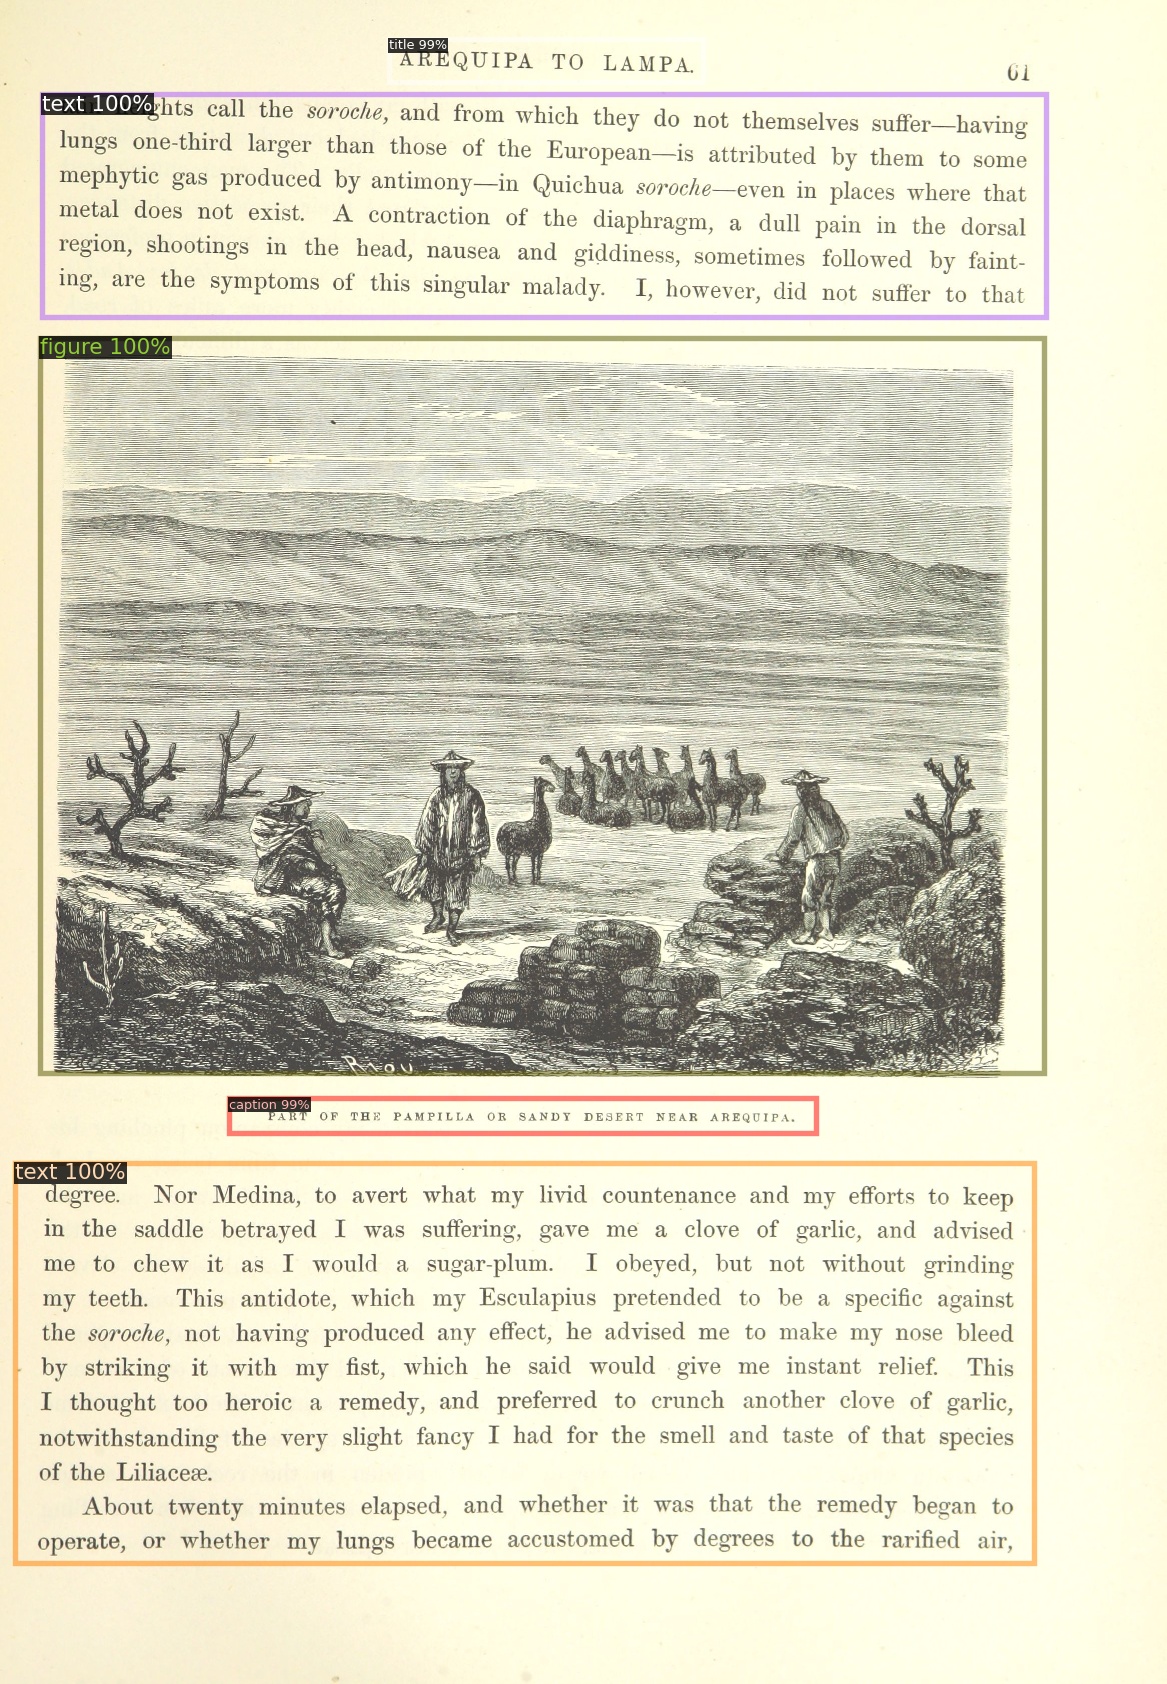 title 99%
AREQUIPA TO LAMPA.
61
text 100%
call the soroche, and from which they do not themselves suffer—having
lungs one-third larger than those of the European—is attributed by them to some
mephytic gas produced by antimony—in Quichua soroche—even in places where that
metal does not exist. A contraction of the diaphragm, a dull pain in the dorsal
region, shootings in the head, nausea and giddiness, sometimes followed by faint-
ing, are the symptoms of this singular malady. I, however, did not suffer to that
figure 100%
Riou
caption 99%
PART OF THE PAMPILLA OR SANDY DESERT NEAR AREQUIPA.
text 100%
degree. Nor Medina, to avert what my livid countenance and my efforts to keep
in the saddle betrayed I was suffering, gave me a clove of garlic, and advised
me to chew it as I would a sugar-plum. I obeyed, but not without grinding
my teeth. This antidote, which my Esculapius pretended to be a specific against
the soroche, not having produced any effect, he advised me to make my nose bleed
by striking it with my fist, which he said would give me instant relief. This
I thought too heroic a remedy, and preferred to crunch another clove of garlic,
notwithstanding the very slight fancy I had for the smell and taste of that species
of the Liliaceæ.
About twenty minutes elapsed, and whether it was that the remedy began to
operate, or whether my lungs became accustomed by degrees to the rarified air,